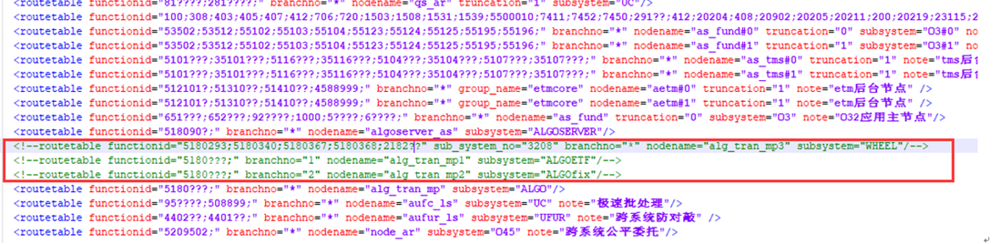 <routetable functionid="81????;281????;" branchno="*" nodename="qs_ar" truncation="1" subsystem="UC"/>
<routetable functionid="100;308;403;405;407;412;706;720;1503;1508;1531;1539;5500010;7411;7452;7450;291??;412;20204;408;20902;20205;20211;200;20219;23115;2
<routetable functionid="53502;53512;55102;55103;55104;55123;55124;55125;55195;55196;" branchno="*" nodename="as_fund#0" truncation="0" subsystem="O3#0" no
<routetable functionid="53502;53512;55102;55103;55104;55123;55124;55125;55195;55196;" branchno="*" nodename="as_fund#1" truncation="1" subsystem="O3#1" no
<routetable functionid="5101???;35101???;5116???;35116???;5104???;35104???;5107???;35107???;" branchno="*" nodename="as_tms#0" truncation="1" note="tms后台
<routetable functionid="5101???;35101???;5116???;35116???;5104???;35104???;5107???;35107???;" branchno="*" nodename="as_tms#1" truncation="1" note="tms后台
<routetable functionid="512101?;51310??;51410??;4588999;" branchno="*" group_name="etmcore" nodename="aetm#0" truncation="1" note="etm后台节点" />
<routetable functionid="512101?;51310??;51410??;4588999;" branchno="*" group_name="etmcore" nodename="aetm#1" truncation="1" note="etm后台节点" />
<routetable functionid="651???;652???;92????;1000;5????;6????;" branchno="*" nodename="as_fund" truncation="0" subsystem="O3" note="O32应用主节点"/>
<routetable functionid="518090?;" branchno="*" nodename="algoserver_as" subsystem="ALGOSERVER"/>
<!--routetable functionid="5180293;5180340;5180367;5180368;2182???" sub_system_no="3208" branchno="*" nodename="alg_tran_mp3" subsystem="WHEEL"/-->
<!--routetable functionid="5180???;" branchno="1" nodename="alg_tran_mp1" subsystem="ALGOETF"/-->
<!--routetable functionid="5180???;" branchno="2" nodename="alg_tran_mp2" subsystem="ALGOfix"/-->
<routetable functionid="5180???;" branchno="*" nodename="alg_tran_mp" subsystem="ALGO"/>
<routetable functionid="95????;508899;" branchno="*" nodename="aufc_ls" subsystem="UC" note="极速批处理"/>
<routetable functionid="4402??;4401??;" branchno="*" nodename="aufur_ls" subsystem="UFUR" note="跨系统防对敲" />
<routetable functionid="5209502;" branchno="*" nodename="node_ar" subsystem="O45" note="跨系统公平委托"/>